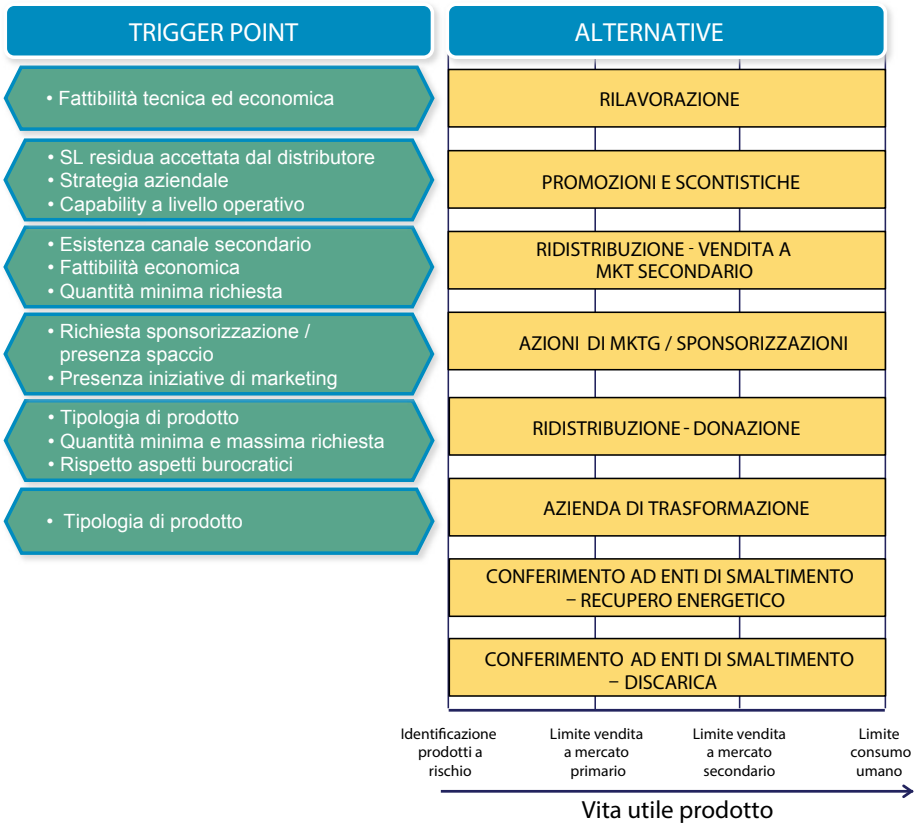 TRIGGER POINT
ALTERNATIVE
• Fattibilità tecnica ed economica
RILAVORAZIONE
• SL residua accettata dal distributore
• Strategia aziendale
• Capability a livello operativo
PROMOZIONI E SCONTISTICHE
• Esistenza canale secondario
• Fattibilità economica
• Quantità minima richiesta
RIDISTRIBUZIONE - VENDITA A
MKT SECONDARIO
• Richiesta sponsorizzazione /
presenza spaccio
• Presenza iniziative di marketing
AZIONI DI MKTG / SPONSORIZZAZIONI
• Tipologia di prodotto
• Quantità minima e massima richiesta
• Rispetto aspetti burocratici
RIDISTRIBUZIONE - DONAZIONE
• Tipologia di prodotto
AZIENDA DI TRASFORMAZIONE
CONFERIMENTO AD ENTI DI SMALTIMENTO
– RECUPERO ENERGETICO
CONFERIMENTO AD ENTI DI SMALTIMENTO
– DISCARICA
Identificazione
prodotti a
rischio
Limite vendita
a mercato
primario
Limite vendita
a mercato
secondario
Limite
consumo
umano
Vita utile prodotto